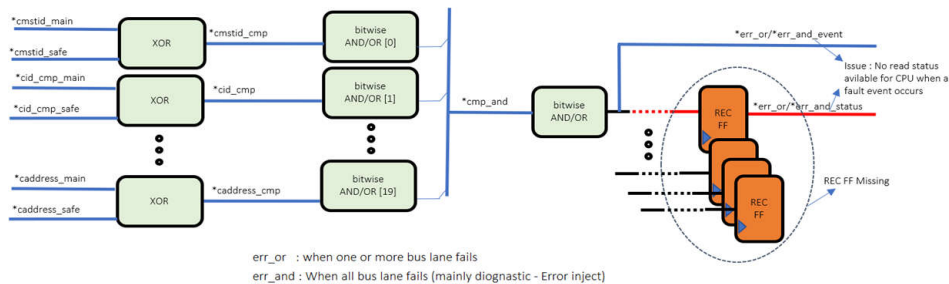 *cmstid_main
*cmstid_safe
XOR
*cmstid_cmp
bitwise
AND/OR [0]
*cid_cmp_main
*cid_cmp_safe
XOR
*cid_cmp
bitwise
AND/OR [1]
*caddress_main
*caddress_safe
XOR
*caddress_cmp
bitwise
AND/OR [19]
*cmp_and
bitwise
AND/OR
*err_or/*err_and_event
Issue : No read status
avilable for CPU when a
fault event occurs
*err_or/*err_and_status
REC
FF
REC
FF
REC FF Missing
err_or : when one or more bus lane fails
err_and : When all bus lane fails (mainly diognastic - Error inject)